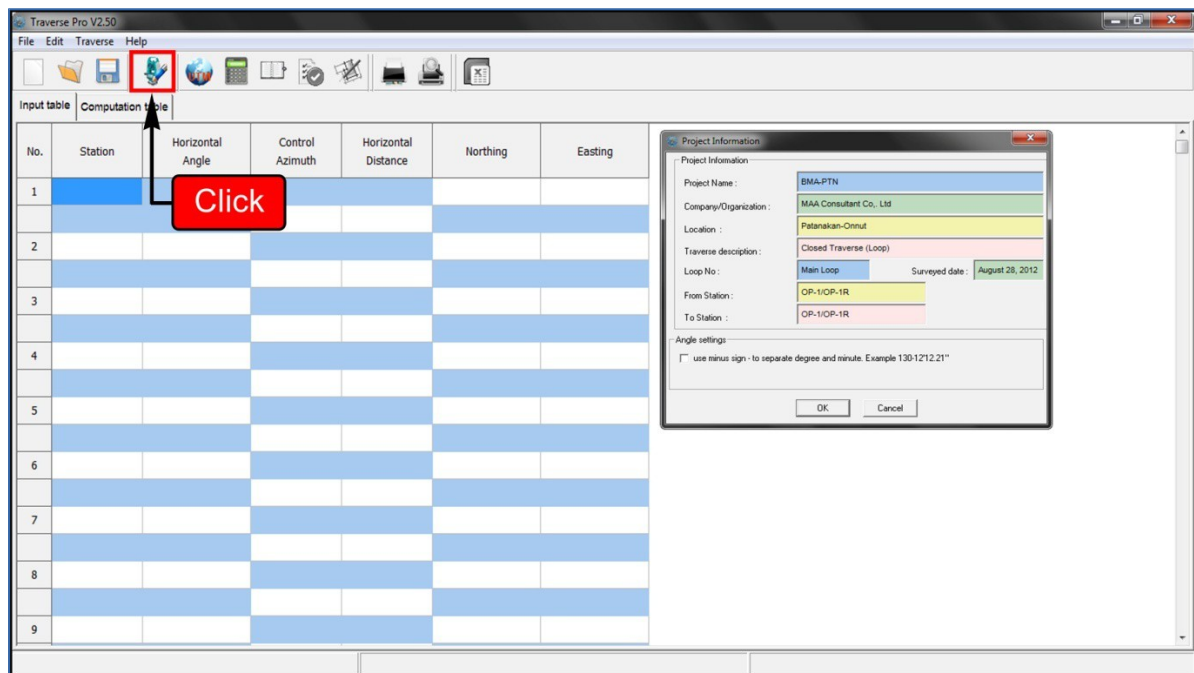 Traverse Pro V2.50
File Edit Traverse Help
Input table Computation table
No. Station Horizontal Angle Control Azimuth Horizontal Distance Northing Easting
Click
1
2
3
4
5
6
7
8
9
Project Information
Project Information
Project Name : BMA-PTN
Company/Organization : MAA Consultant Co,. Ltd
Location : Patanakan-Onnut
Traverse description : Closed Traverse (Loop)
Loop No : Main Loop Surveyed date : August 28, 2012
From Station : OP-1/OP-1R
To Station : OP-1/OP-1R
Angle settings
use minus sign - to separate degree and minute. Example 130-12'12.21"
OK Cancel